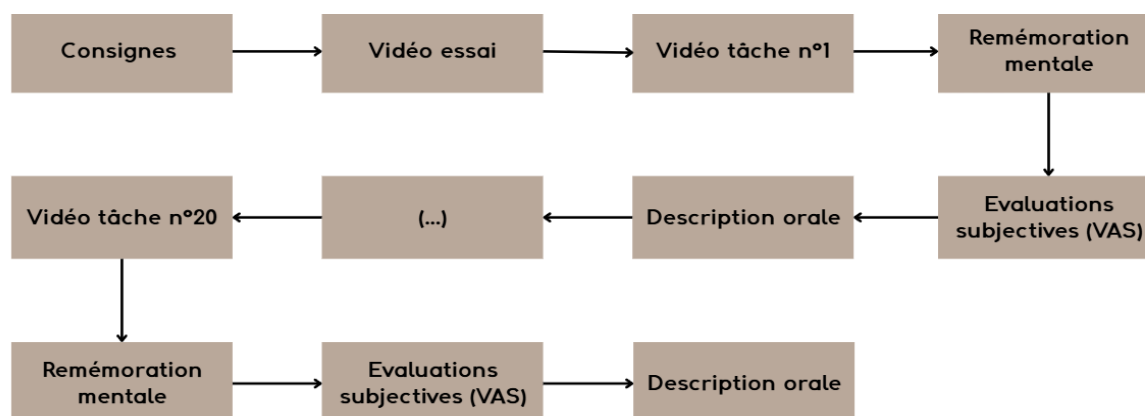 Consignes
Vidéo essai
Vidéo tâche n°1
Remémoration
mentale
Evaluations
subjectives (VAS)
Description orale
(...)
Vidéo tâche n°20
Remémoration
mentale
Evaluations
subjectives (VAS)
Description orale